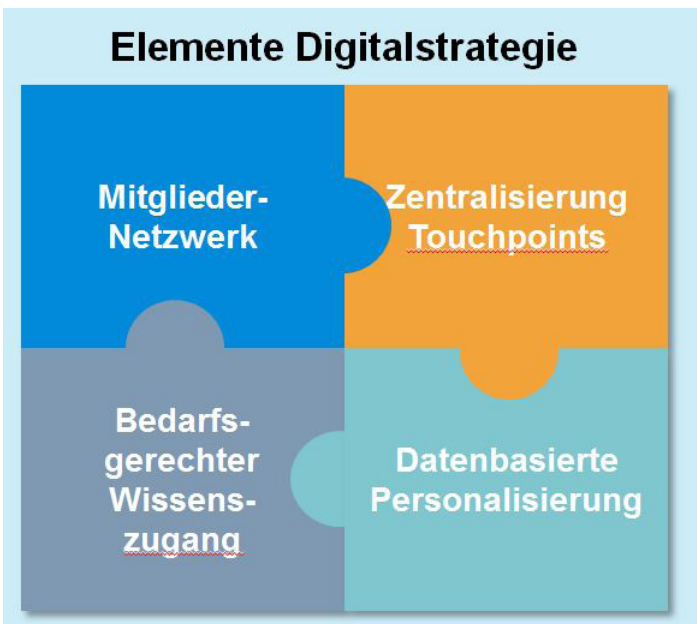 Elemente Digitalstrategie
Mitglieder-
Netzwerk
Zentralisierung
Touchpoints
Bedarfs-
gerechter
Wissens-
zugang
Datenbasierte
Personalisierung